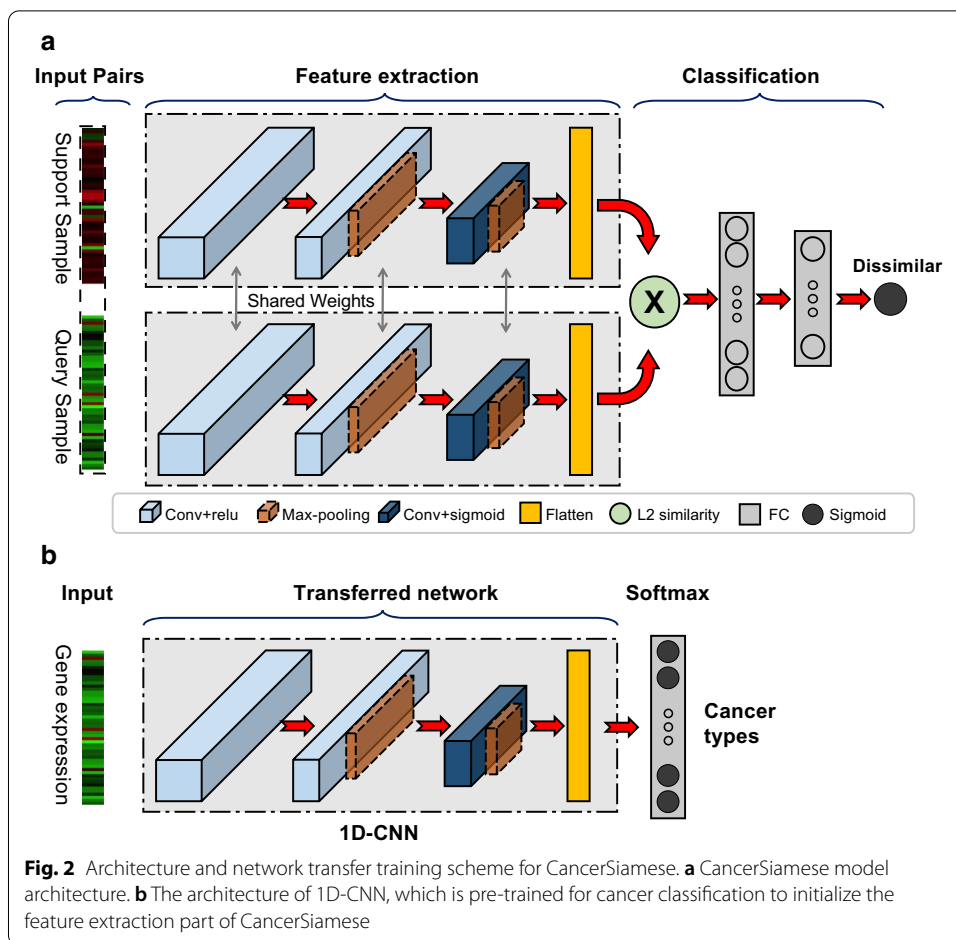 a
Input Pairs
Feature extraction
Classification
Support Sample
Query Sample
Shared Weights
X
Dissimilar
Conv+relu Max-pooling Conv+sigmoid Flatten L2 similarity FC Sigmoid
b
Input
Transferred network
Softmax
Gene expression
Cancer
types
1D-CNN
Fig. 2 Architecture and network transfer training scheme for CancerSiamese. a CancerSiamese model
architecture. b The architecture of 1D-CNN, which is pre-trained for cancer classification to initialize the
feature extraction part of CancerSiamese